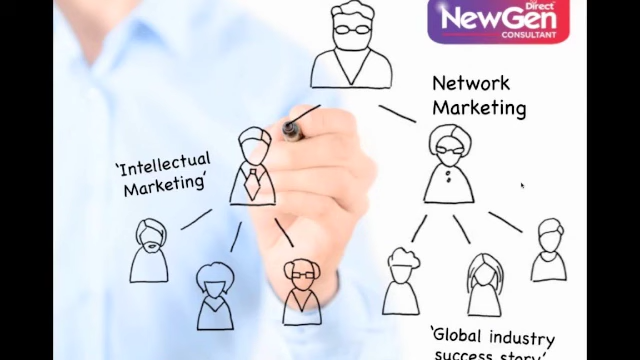 Direct
NewGen
CONSULTANT
Network
Marketing
'Intellectual
Marketing'
'Global industry
success story'